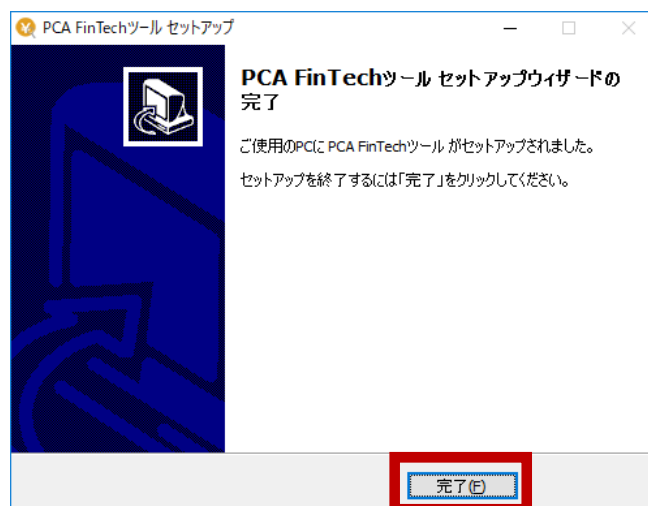 PCA FinTechツール セットアップ
PCA FinTechツール セットアップウィザードの
完了
ご使用のPCに PCA FinTechツール がセットアップされました。
セットアップを終了するには「完了」をクリックしてください。
完了(F)